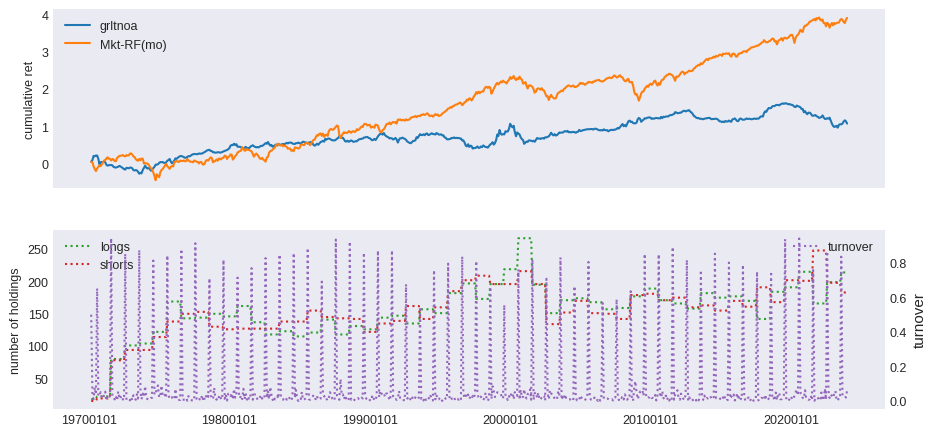 4
grltnoa
Mkt-RF(mo)
3
2
1
0
cumulative ret
250
longs
turnover
shorts
0.8
200
0.6
150
0.4
100
0.2
50
0.0
number of holdings
turnover
19700101
19800101
19900101
20000101
20100101
20200101